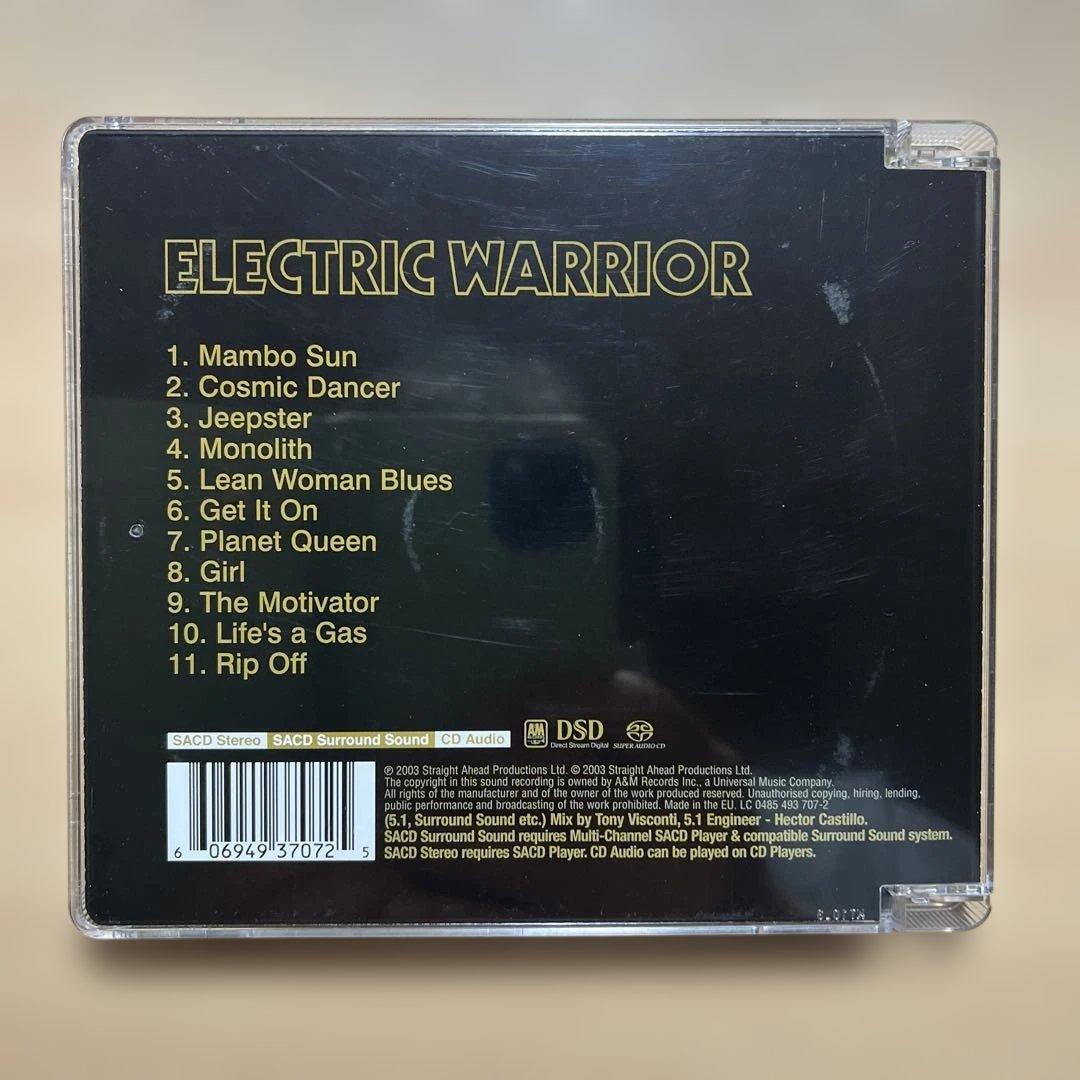 ELECTRIC WARRIOR
1. Mambo Sun
2. Cosmic Dancer
3. Jeepster
4. Monolith
5. Lean Woman Blues
6. Get It On
7. Planet Queen
8. Girl
9. The Motivator
10. Life's a Gas
11. Rip Off
SACD Stereo SACD Surround Sound CD Audio
AM DSD
Direct Stream Digital SUPER AUDIO CD
℗ 2003 Straight Ahead Productions Ltd. © 2003 Straight Ahead Productions Ltd.
The copyright in this sound recording is owned by A&M Records Inc., a Universal Music Company.
All rights of the manufacturer and of the owner of the work produced reserved. Unauthorised copying, hiring, lending,
public performance and broadcasting of the work prohibited. Made in the EU. LC 0485 493 707-2
(5.1, Surround Sound etc.) Mix by Tony Visconti, 5.1 Engineer - Hector Castillo.
SACD Surround Sound requires Multi-Channel SACD Player & compatible Surround Sound system.
SACD Stereo requires SACD Player. CD Audio can be played on CD Players.
6 06949 37072 5